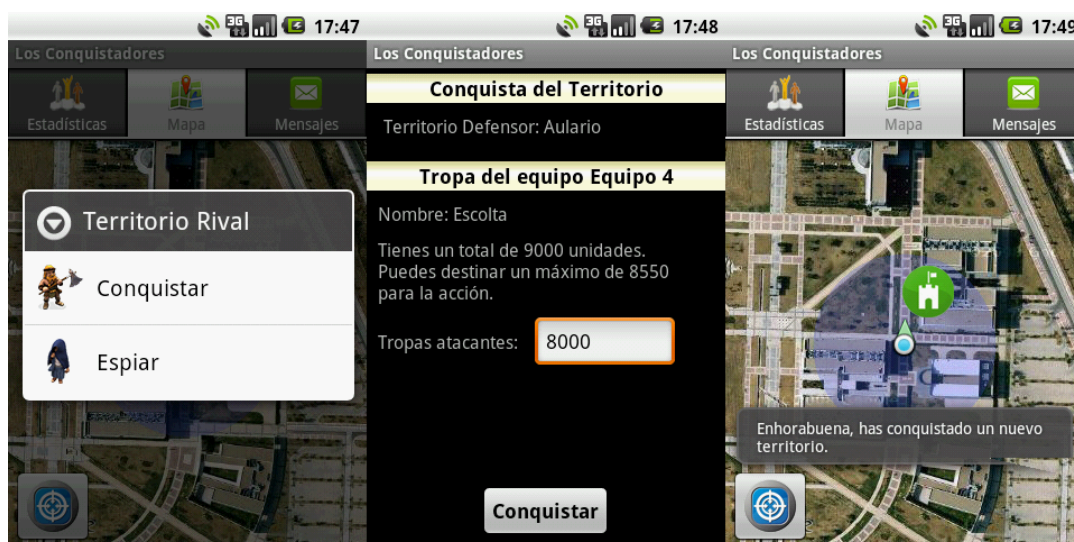 3G 17:47
Los Conquistadores
Estadísticas Mapa Mensajes
Territorio Rival
Conquistar
Espiar
3G 17:48
Los Conquistadores
Conquista del Territorio
Territorio Defensor: Aulario
Tropa del equipo Equipo 4
Nombre: Escolta
Tienes un total de 9000 unidades.
Puedes destinar un máximo de 8550
para la acción.
Tropas atacantes: 8000
Conquistar
3G 17:49
Los Conquistadores
Estadísticas Mapa Mensajes
Enhorabuena, has conquistado un nuevo
territorio.